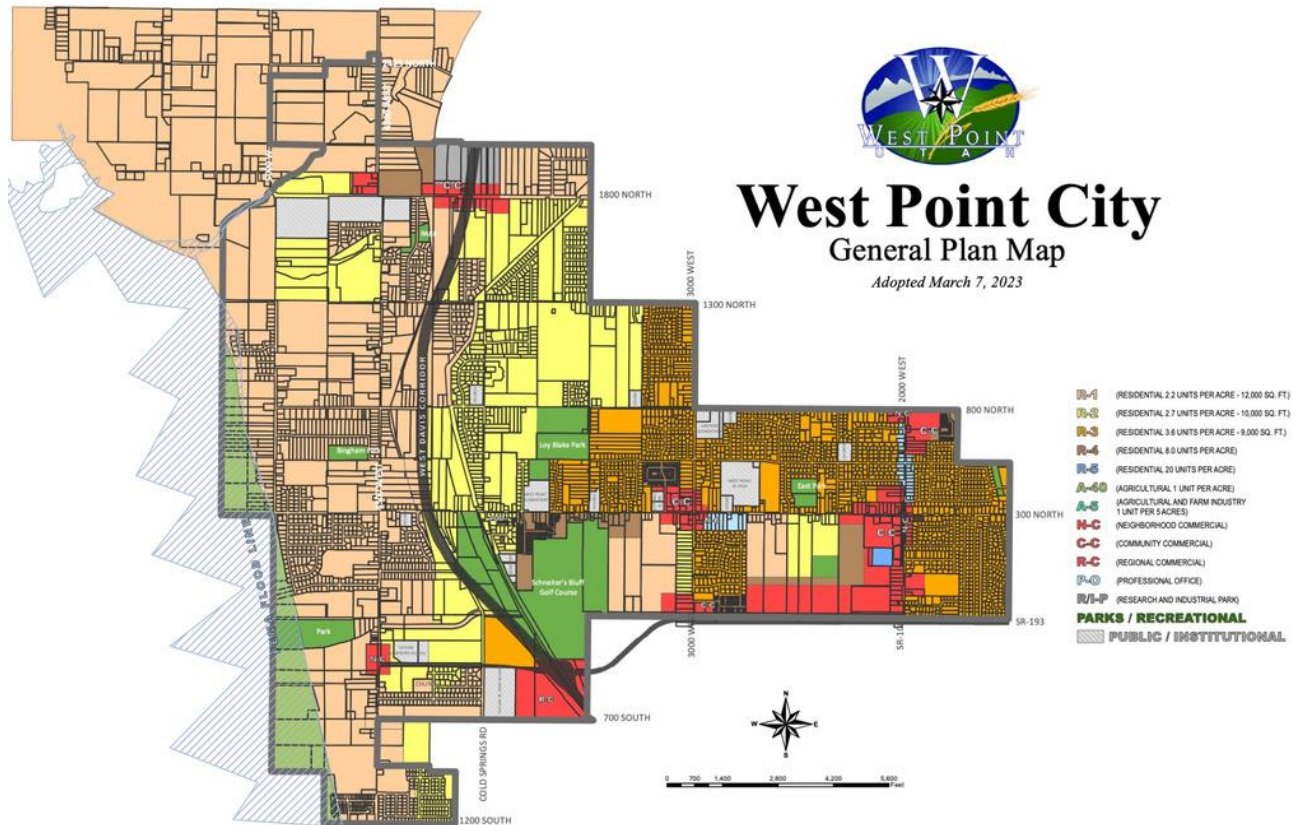 WEST POINT
UTAH
West Point City
General Plan Map
Adopted March 7, 2023
1800 NORTH
C-C
3000 WEST
1300 NORTH
WEST DAVIS CORRIDOR
2000 WEST
800 NORTH
N-C
C-C
Loy Blake Park
Bingham
East Park
C-C
300 NORTH
Schneiter's Bluff
Golf Course
Park
C-C
SR-193
3000 W
N-C
R-C
700 SOUTH
COLD SPRINGS RD
1200 SOUTH
R-1 (RESIDENTIAL 2.2 UNITS PER ACRE - 12,000 SQ. FT.)
R-2 (RESIDENTIAL 2.7 UNITS PER ACRE - 10,000 SQ. FT.)
R-3 (RESIDENTIAL 3.6 UNITS PER ACRE - 9,000 SQ. FT.)
R-4 (RESIDENTIAL 8.0 UNITS PER ACRE)
R-5 (RESIDENTIAL 20 UNITS PER ACRE)
A-40 (AGRICULTURAL 1 UNIT PER ACRE)
A-5 (AGRICULTURAL AND FARM INDUSTRY
1 UNIT PER 5 ACRES)
N-C (NEIGHBORHOOD COMMERCIAL)
C-C (COMMUNITY COMMERCIAL)
R-C (REGIONAL COMMERCIAL)
P-O (PROFESSIONAL OFFICE)
R/I-P (RESEARCH AND INDUSTRIAL PARK)
PARKS / RECREATIONAL
PUBLIC / INSTITUTIONAL
N
W E
S
0 700 1,400 2,800 4,200 5,600
Feet